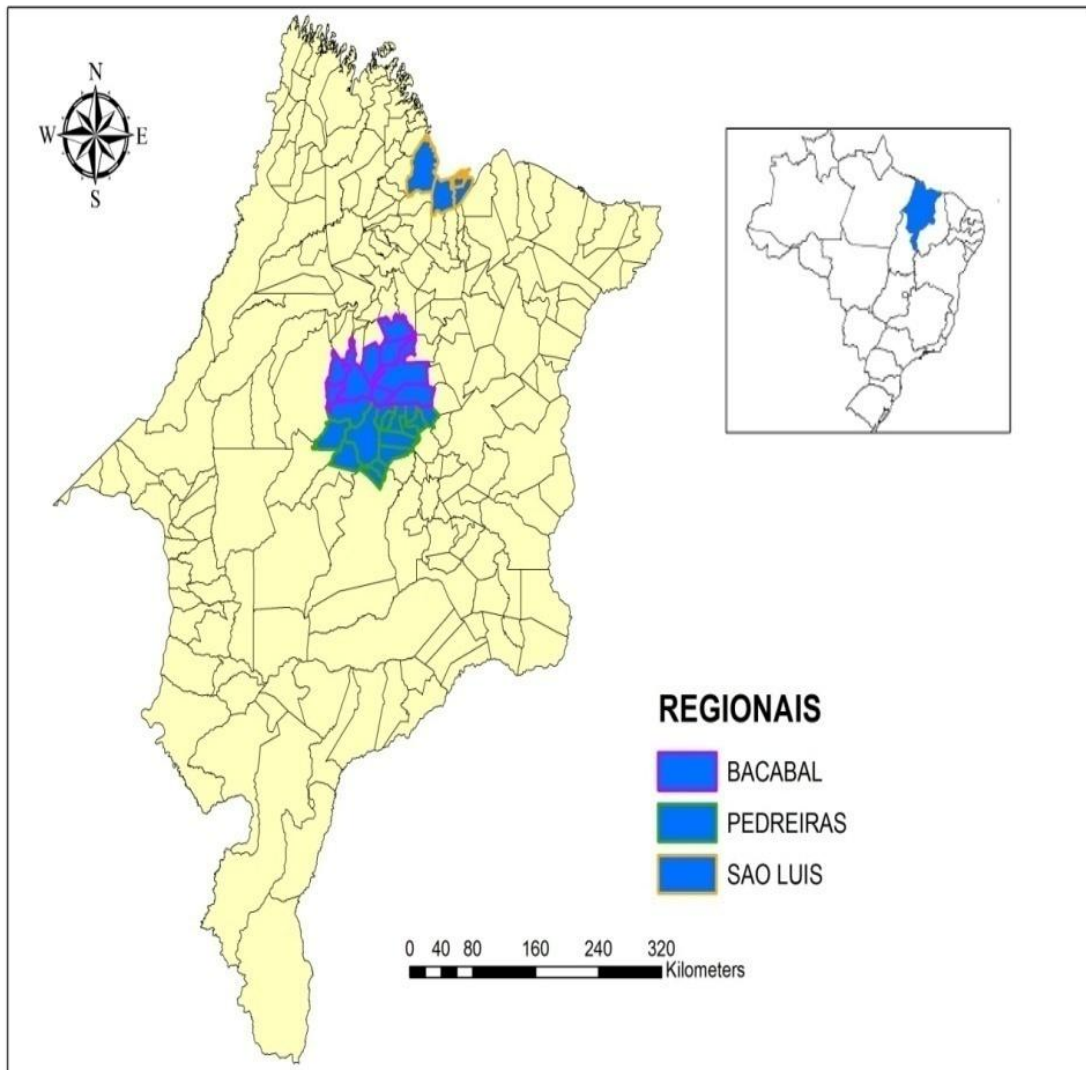 N
W E
S
REGIONAIS
BACABAL
PEDREIRAS
SAO LUIS
0 40 80 160 240 320
Kilometers